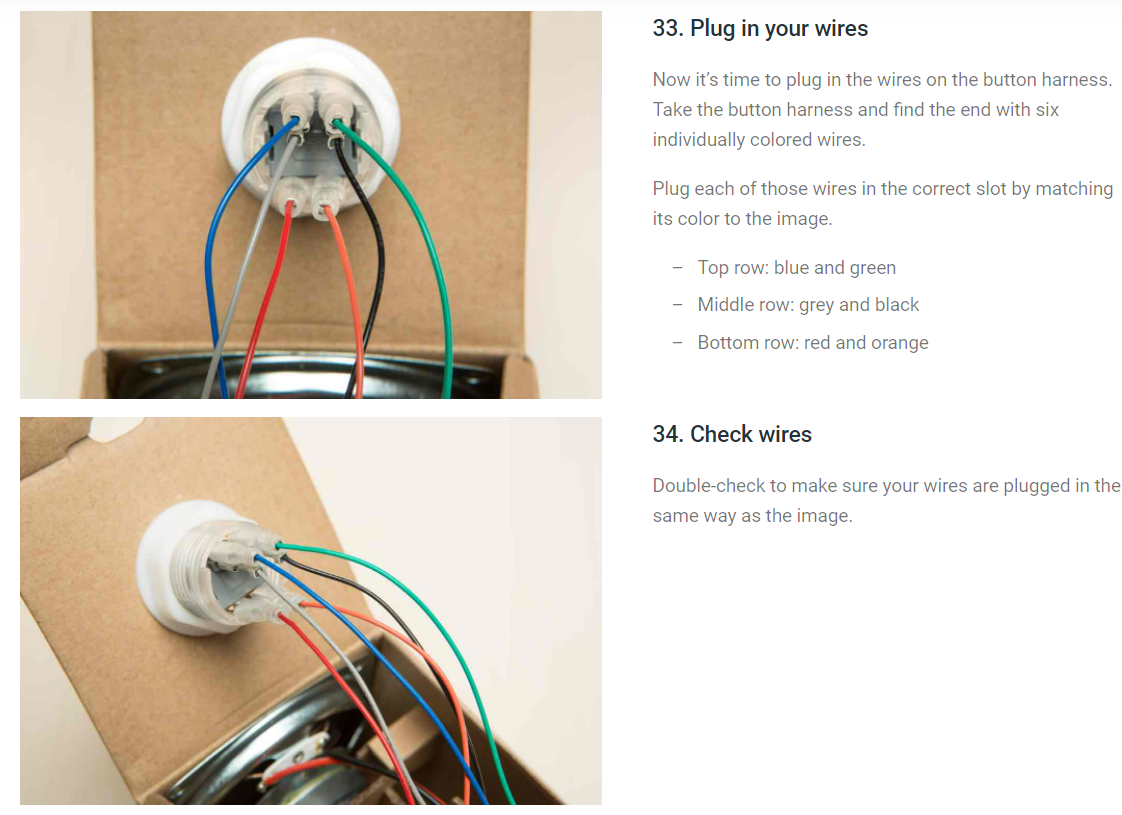 33. Plug in your wires
Now it’s time to plug in the wires on the button harness.
Take the button harness and find the end with six
individually colored wires.
Plug each of those wires in the correct slot by matching
its color to the image.
– Top row: blue and green
– Middle row: grey and black
– Bottom row: red and orange
34. Check wires
Double-check to make sure your wires are plugged in the
same way as the image.